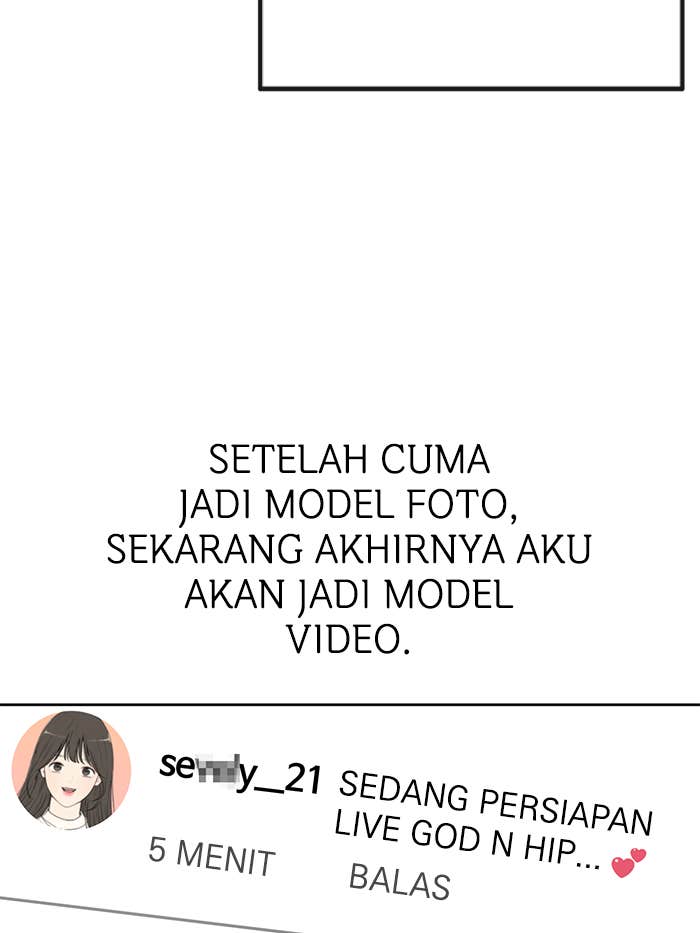 SETELAH CUMA
JADI MODEL FOTO,
SEKARANG AKHIRNYA AKU
AKAN JADI MODEL
VIDEO.
SEDANG PERSIAPAN
LIVE GOD N HIP... 💕
5 MENIT BALAS